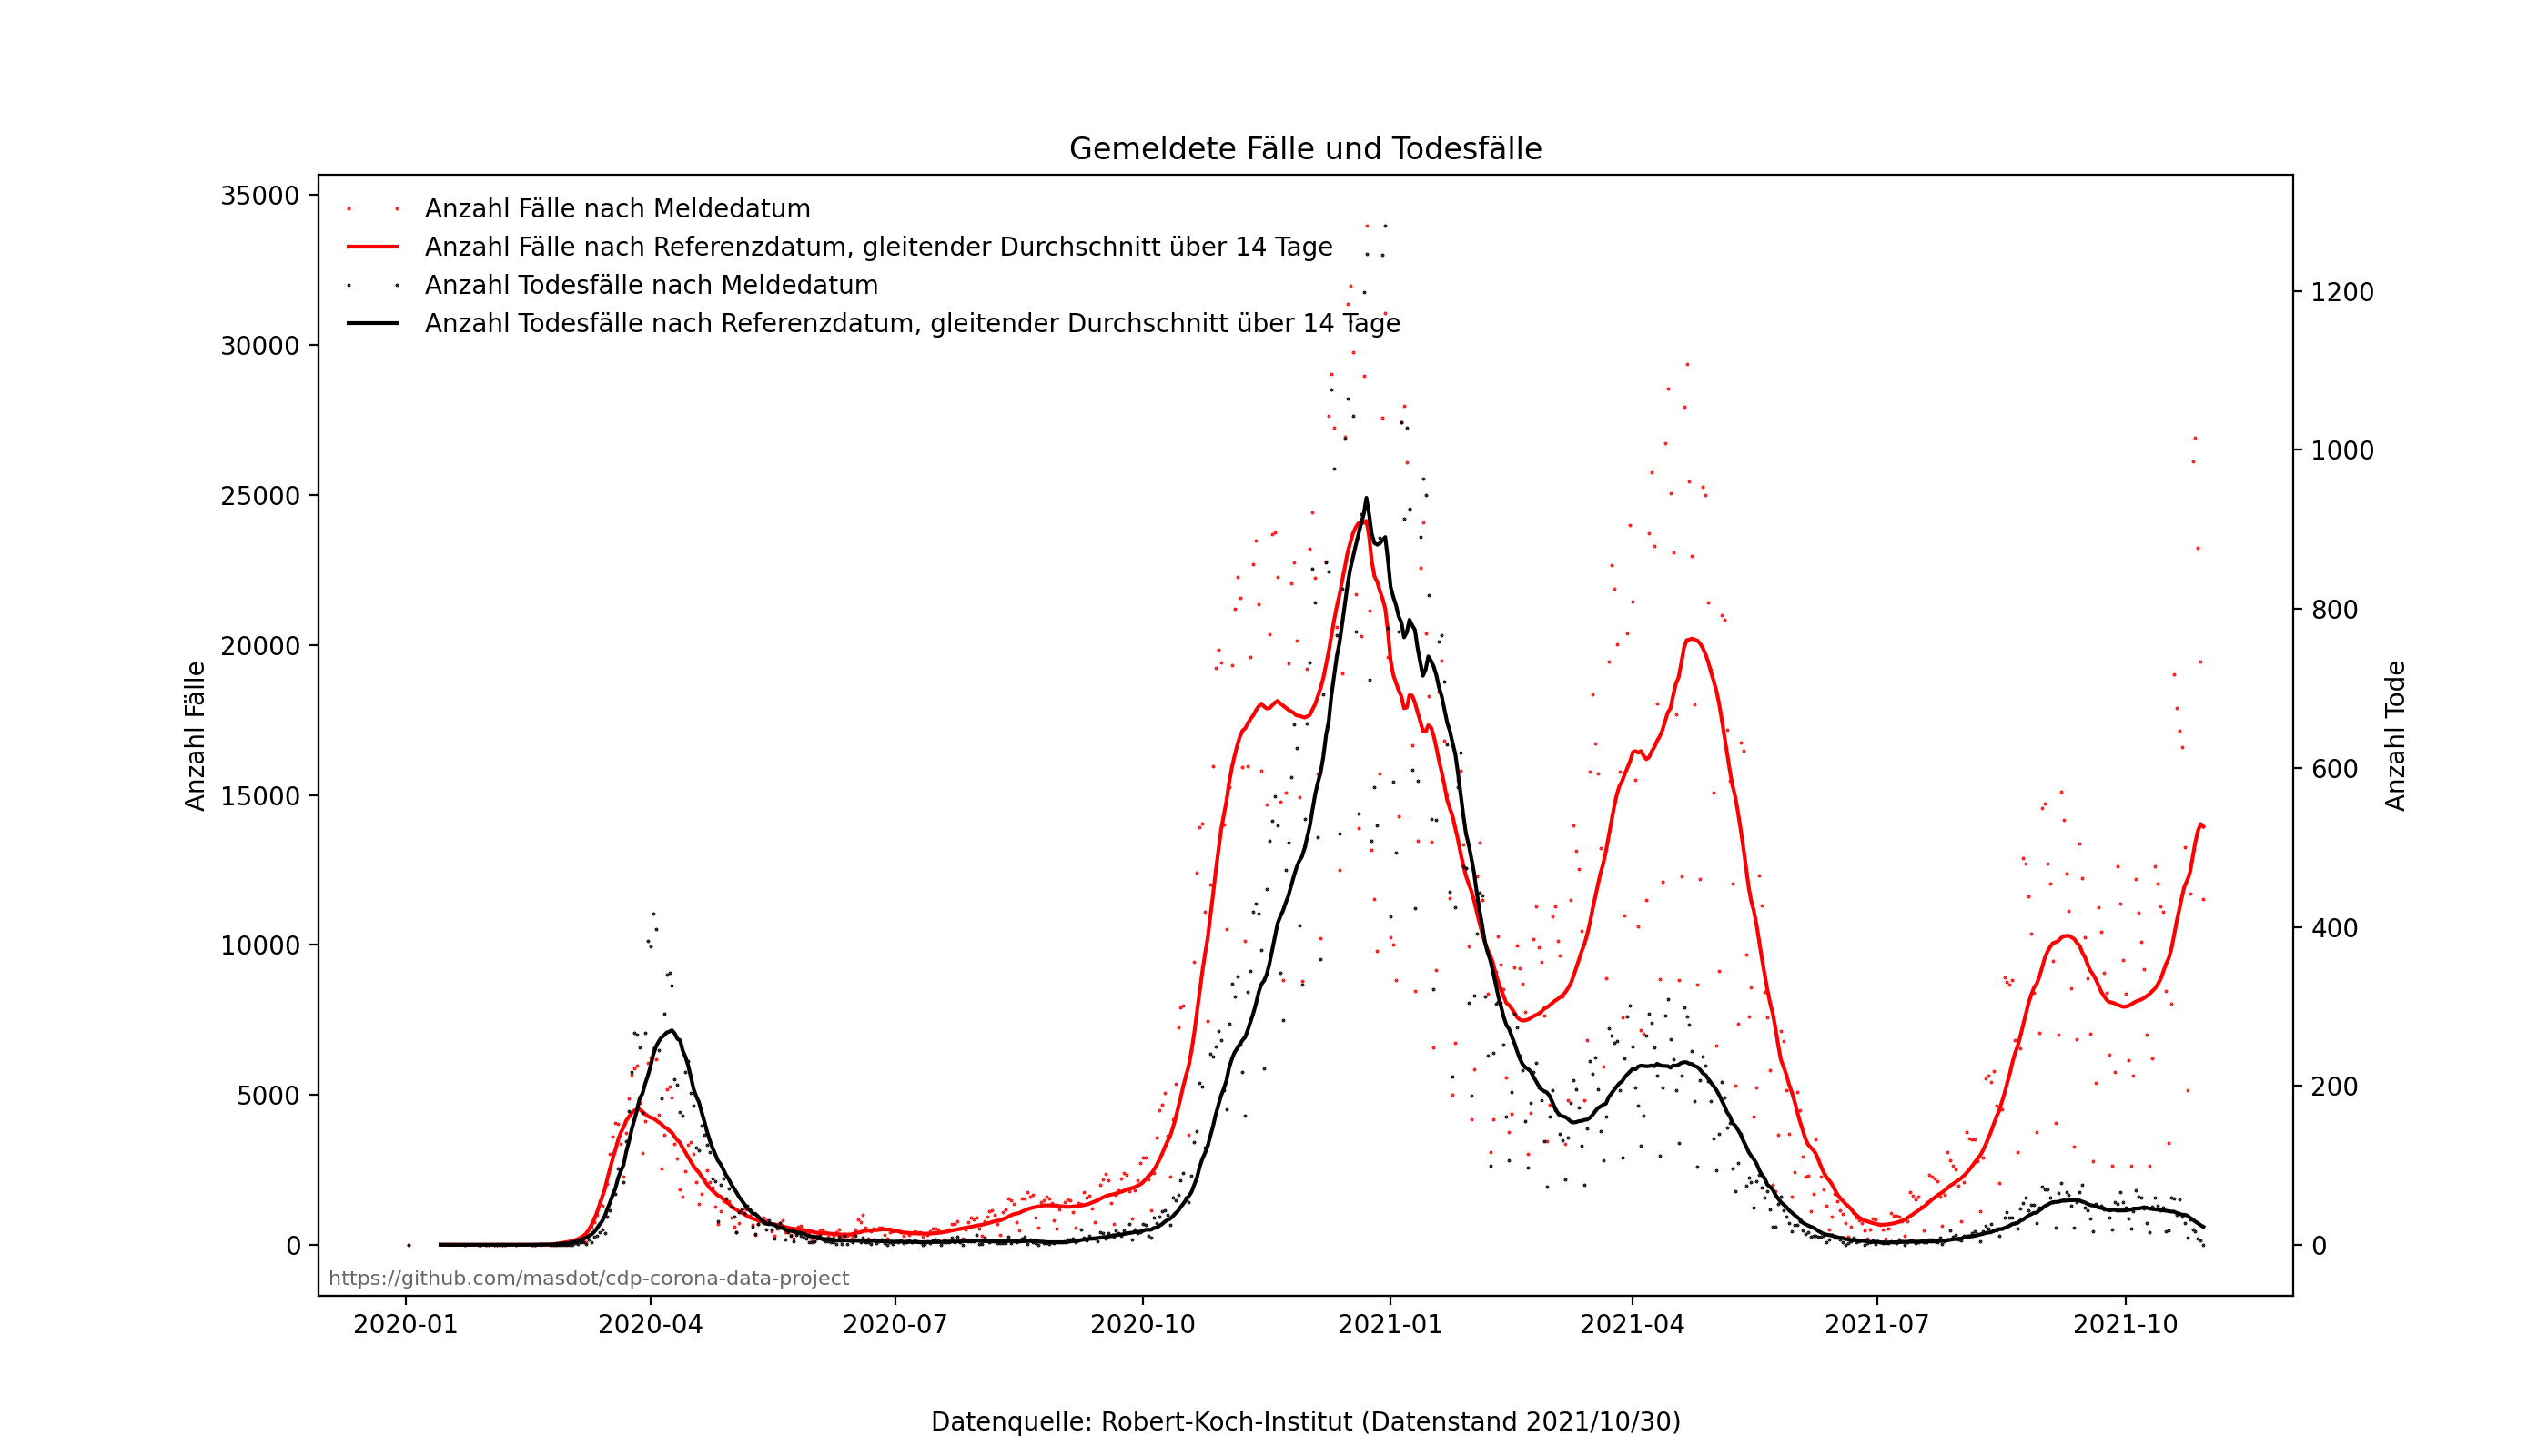 Gemeldete Fälle und Todesfälle
Anzahl Fälle nach Meldedatum
Anzahl Fälle nach Referenzdatum, gleitender Durchschnitt über 14 Tage
Anzahl Todesfälle nach Meldedatum
Anzahl Todesfälle nach Referenzdatum, gleitender Durchschnitt über 14 Tage
Anzahl Fälle
35000
30000
25000
20000
15000
10000
5000
0
Anzahl Tode
1200
1000
800
600
400
200
0
https://github.com/masdot/cdp-corona-data-project
2020-01 2020-04 2020-07 2020-10 2021-01 2021-04 2021-07 2021-10
Datenquelle: Robert-Koch-Institut (Datenstand 2021/10/30)